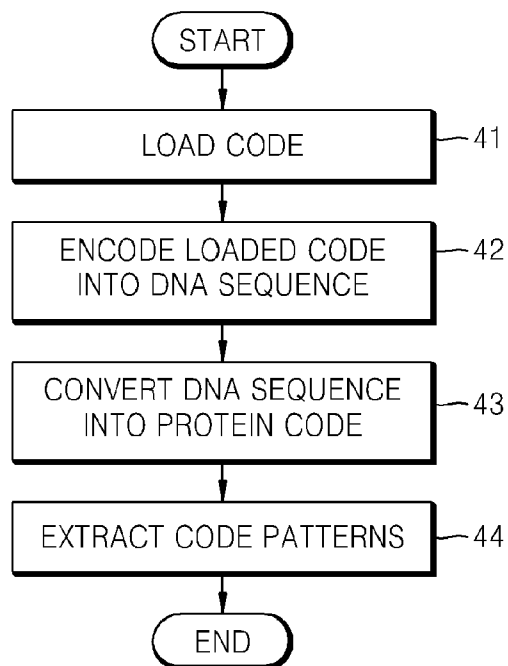 START
LOAD CODE
41
ENCODE LOADED CODE
INTO DNA SEQUENCE
42
CONVERT DNA SEQUENCE
INTO PROTEIN CODE
43
EXTRACT CODE PATTERNS
44
END